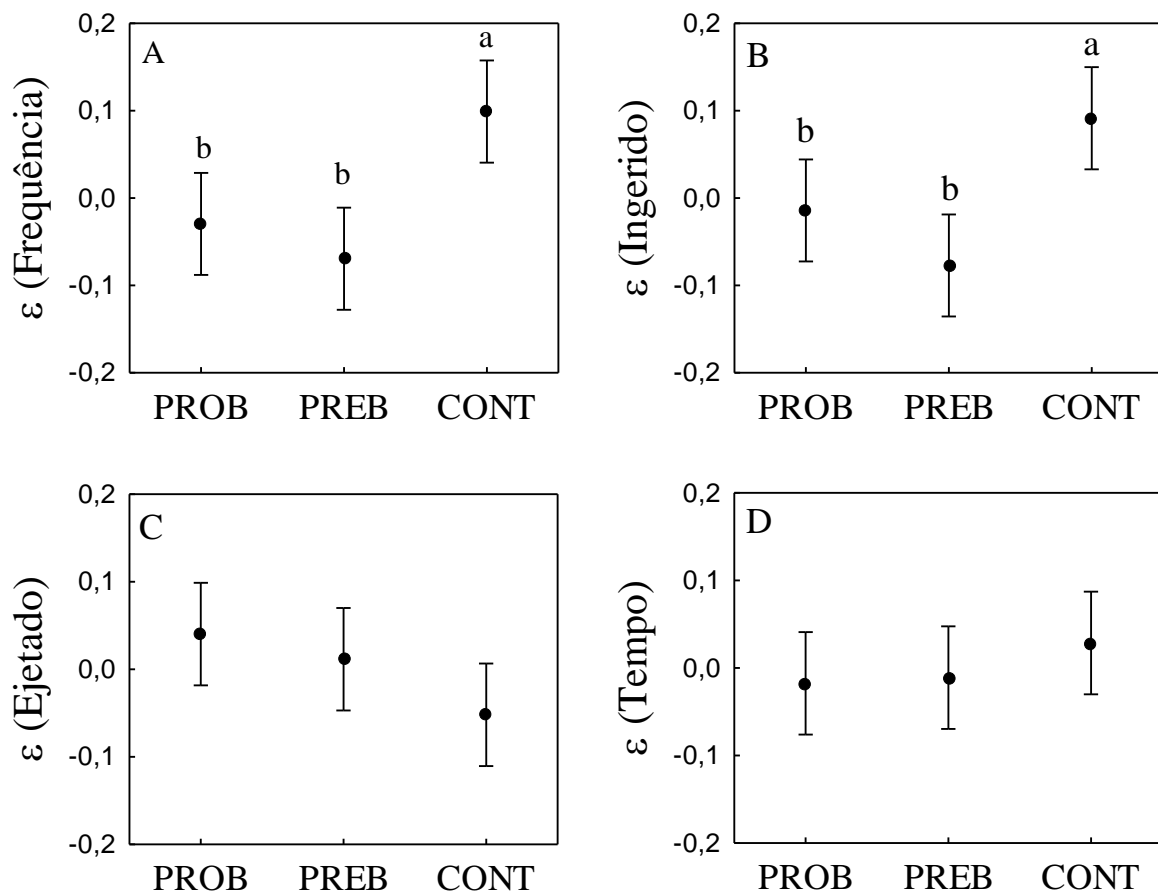 A
ε (Frequência)
0,2
0,1
0,0
-0,1
-0,2
b
b
a
PROB PREB CONT
B
ε (Ingerido)
0,2
0,1
0,0
-0,1
-0,2
b
b
a
PROB PREB CONT
C
ε (Ejetado)
0,2
0,1
0,0
-0,1
-0,2
PROB PREB CONT
D
ε (Tempo)
0,2
0,1
0,0
-0,1
-0,2
PROB PREB CONT